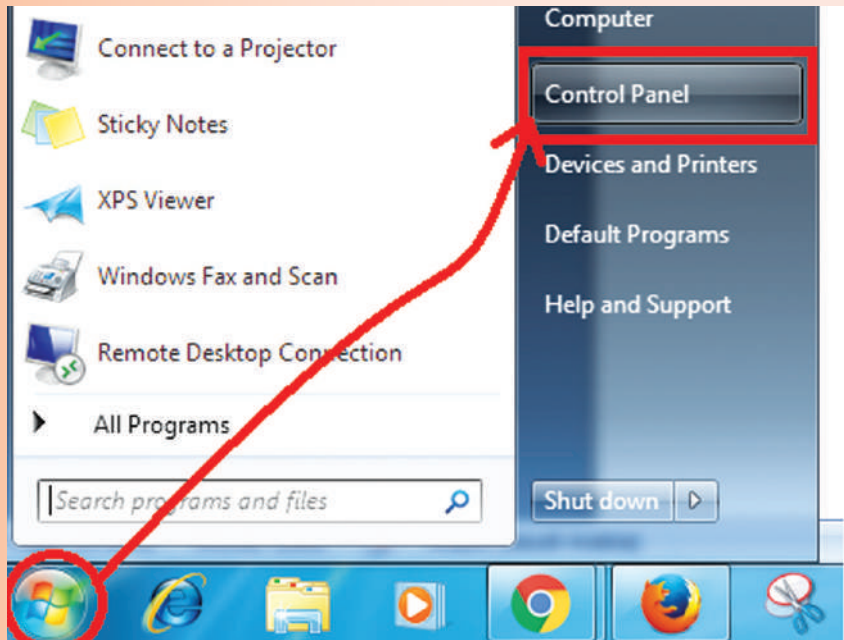 Connect to a Projector
Sticky Notes
XPS Viewer
Windows Fax and Scan
Remote Desktop Connection
All Programs
Search programs and files
Computer
Control Panel
Devices and Printers
Default Programs
Help and Support
Shut down